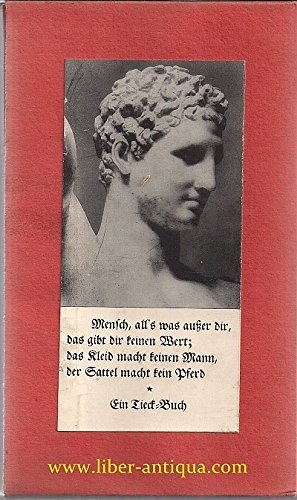 Mensch, all's was außer dir,
das gibt dir keinen Wert;
das Kleid macht keinen Mann,
der Sattel macht kein Pferd
*
Ein Tieck-Buch
www.liber-antiqua.com